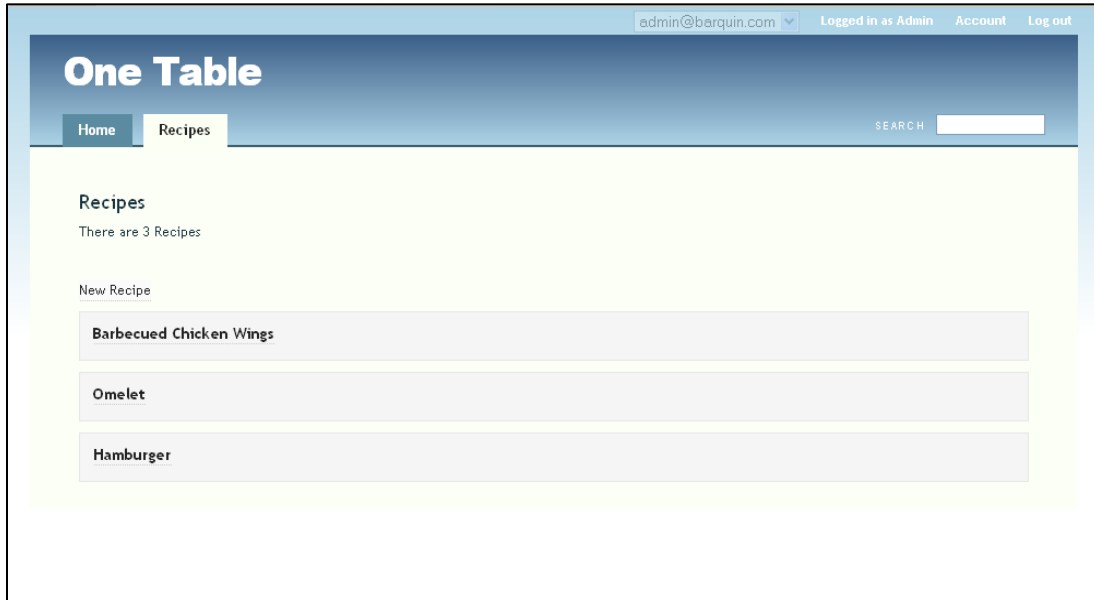 admin@barquin.com Logged in as Admin Account Log out
One Table
Home Recipes SEARCH
Recipes
There are 3 Recipes
New Recipe
Barbecued Chicken Wings
Omelet
Hamburger